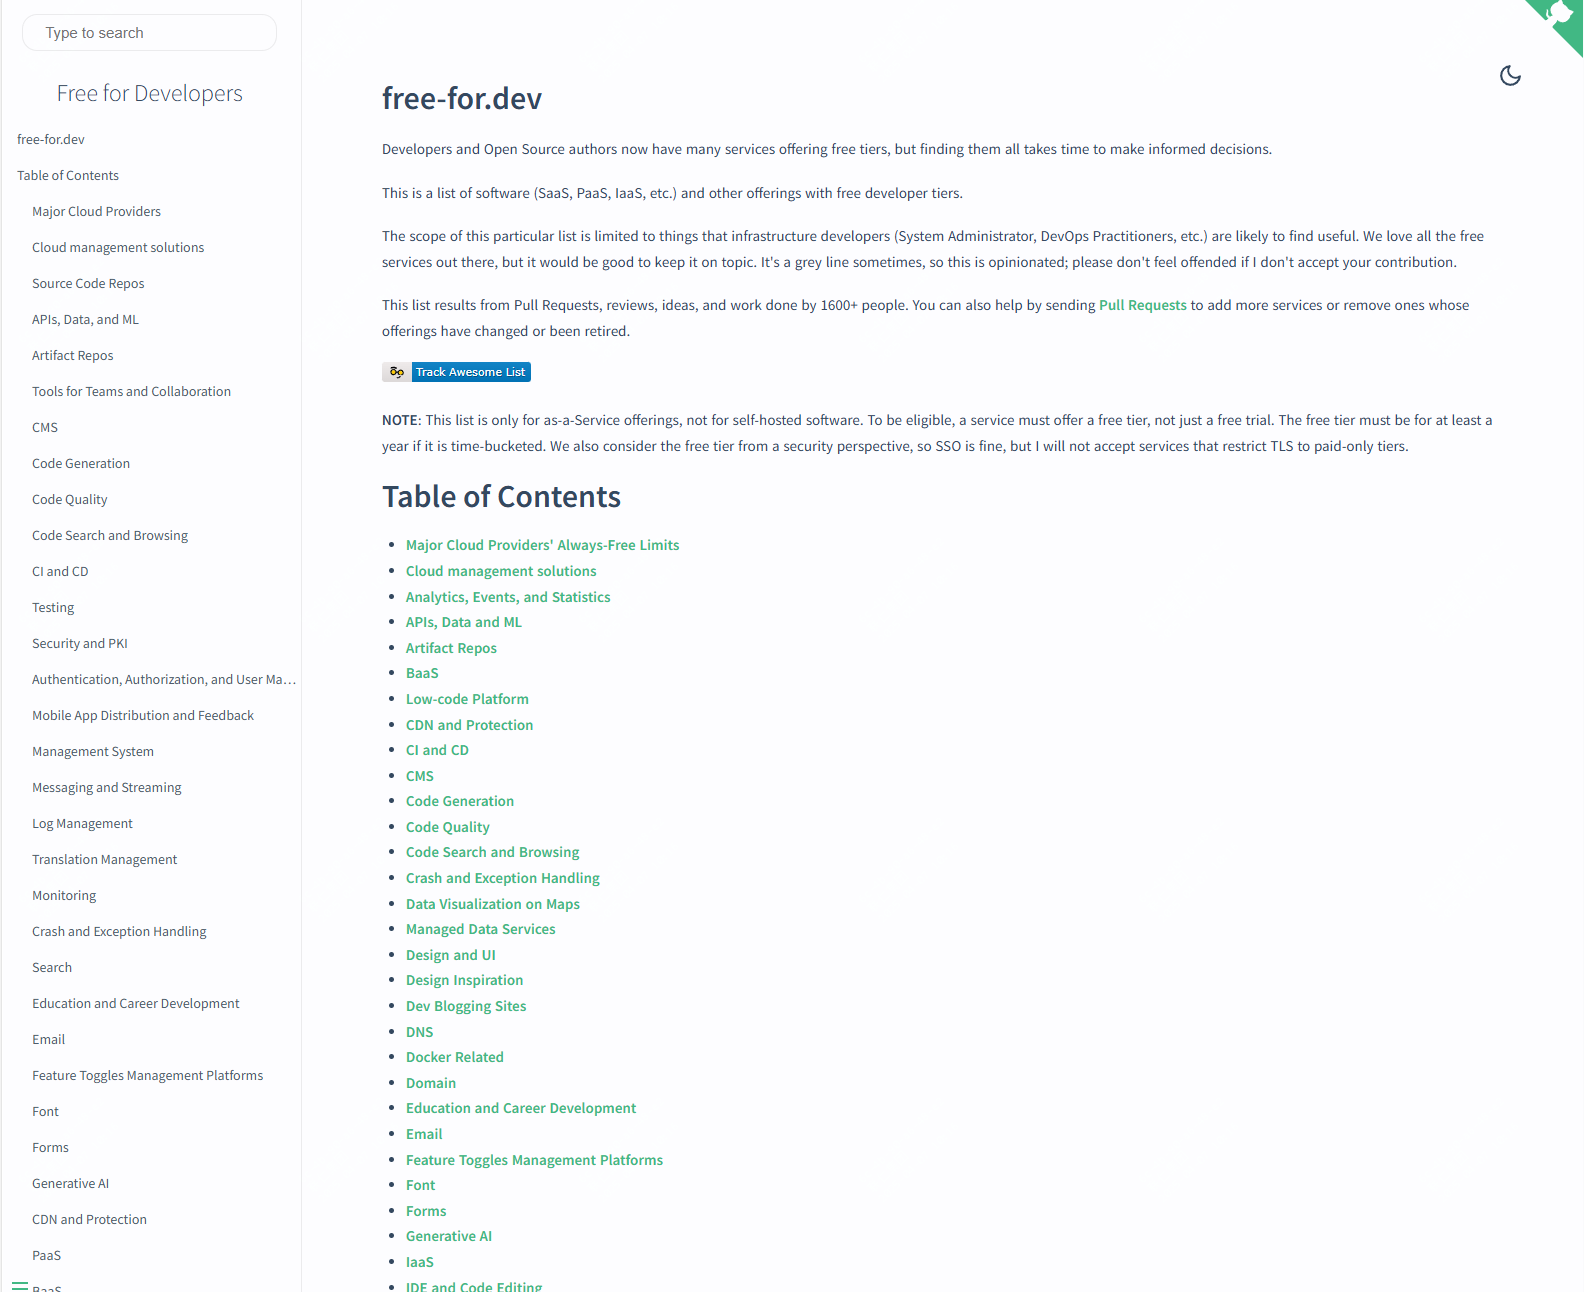 Type to search
Free for Developers
free-for.dev
Table of Contents
Major Cloud Providers
Cloud management solutions
Source Code Repos
APIs, Data, and ML
Artifact Repos
Tools for Teams and Collaboration
CMS
Code Generation
Code Quality
Code Search and Browsing
CI and CD
Testing
Security and PKI
Authentication, Authorization, and User Ma...
Mobile App Distribution and Feedback
Management System
Messaging and Streaming
Log Management
Translation Management
Monitoring
Crash and Exception Handling
Search
Education and Career Development
Email
Feature Toggles Management Platforms
Font
Forms
Generative AI
CDN and Protection
PaaS
BaaS
free-for.dev
Developers and Open Source authors now have many services offering free tiers, but finding them all takes time to make informed decisions.
This is a list of software (SaaS, PaaS, IaaS, etc.) and other offerings with free developer tiers.
The scope of this particular list is limited to things that infrastructure developers (System Administrator, DevOps Practitioners, etc.) are likely to find useful. We love all the free
services out there, but it would be good to keep it on topic. It's a grey line sometimes, so this is opinionated; please don't feel offended if I don't accept your contribution.
This list results from Pull Requests, reviews, ideas, and work done by 1600+ people. You can also help by sending Pull Requests to add more services or remove ones whose
offerings have changed or been retired.
Track Awesome List
NOTE: This list is only for as-a-Service offerings, not for self-hosted software. To be eligible, a service must offer a free tier, not just a free trial. The free tier must be for at least a
year if it is time-bucketed. We also consider the free tier from a security perspective, so SSO is fine, but I will not accept services that restrict TLS to paid-only tiers.
Table of Contents
• Major Cloud Providers' Always-Free Limits
• Cloud management solutions
• Analytics, Events, and Statistics
• APIs, Data and ML
• Artifact Repos
• BaaS
• Low-code Platform
• CDN and Protection
• CI and CD
• CMS
• Code Generation
• Code Quality
• Code Search and Browsing
• Crash and Exception Handling
• Data Visualization on Maps
• Managed Data Services
• Design and UI
• Design Inspiration
• Dev Blogging Sites
• DNS
• Docker Related
• Domain
• Education and Career Development
• Email
• Feature Toggles Management Platforms
• Font
• Forms
• Generative AI
• IaaS
• IDE and Code Editing